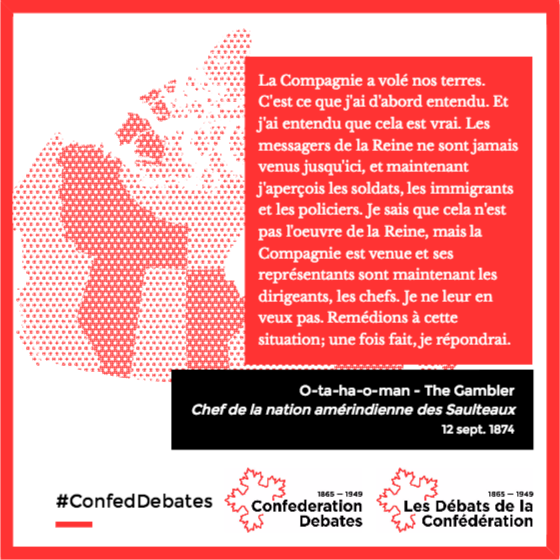 La Compagnie a volé nos terres.
C'est ce que j'ai d'abord entendu. Et
j'ai entendu que cela est vrai. Les
messagers de la Reine ne sont jamais
venus jusqu'ici, et maintenant
j'aperçois les soldats, les immigrants
et les policiers. Je sais que cela n'est
pas l'oeuvre de la Reine, mais la
Compagnie est venue et ses
représentants sont maintenant les
dirigeants, les chefs. Je ne leur en
veux pas. Remédions à cette
situation; une fois fait, je répondrai.
O-ta-ha-o-man - The Gambler
Chef de la nation amérindienne des Saulteaux
12 sept. 1874
#ConfedDebates
1865 — 1949
Confederation
Debates
1865 — 1949
Les Débats de la
Confédération